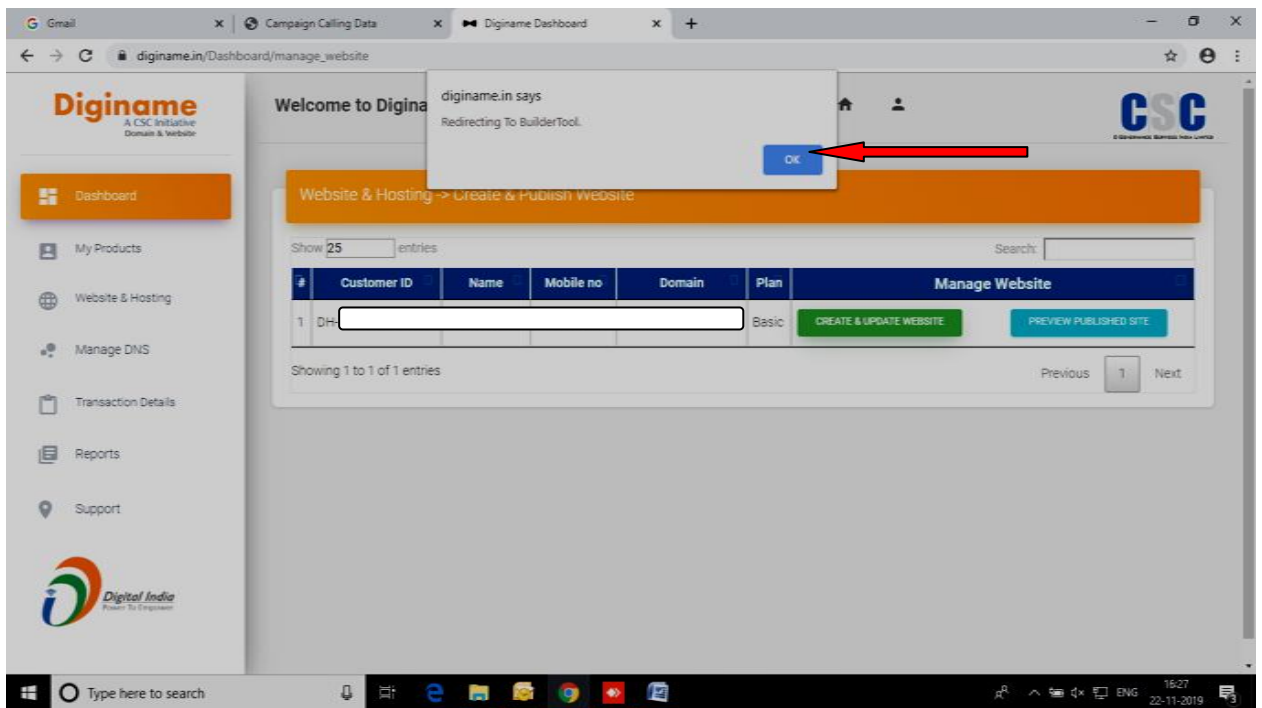 Gmail
Campaign Calling Data
Diginame Dashboard
diginame.in/Dashboard/manage_website
Diginame
A CSC Initiative
Domain & Website
Welcome to Digina
diginame.in says
Redirecting To BuilderTool.
OK
CSC
Dashboard
My Products
Website & Hosting
Manage DNS
Transaction Details
Reports
Support
Digital India
Power To Empower
Website & Hosting -> Create & Publish Website
Show 25 entries
Search:
# Customer ID Name Mobile no Domain Plan Manage Website
1 DH- Basic CREATE & UPDATE WEBSITE PREVIEW PUBLISHED SITE
Showing 1 to 1 of 1 entries
Previous 1 Next
Type here to search
ENG
16:27
22-11-2019
3